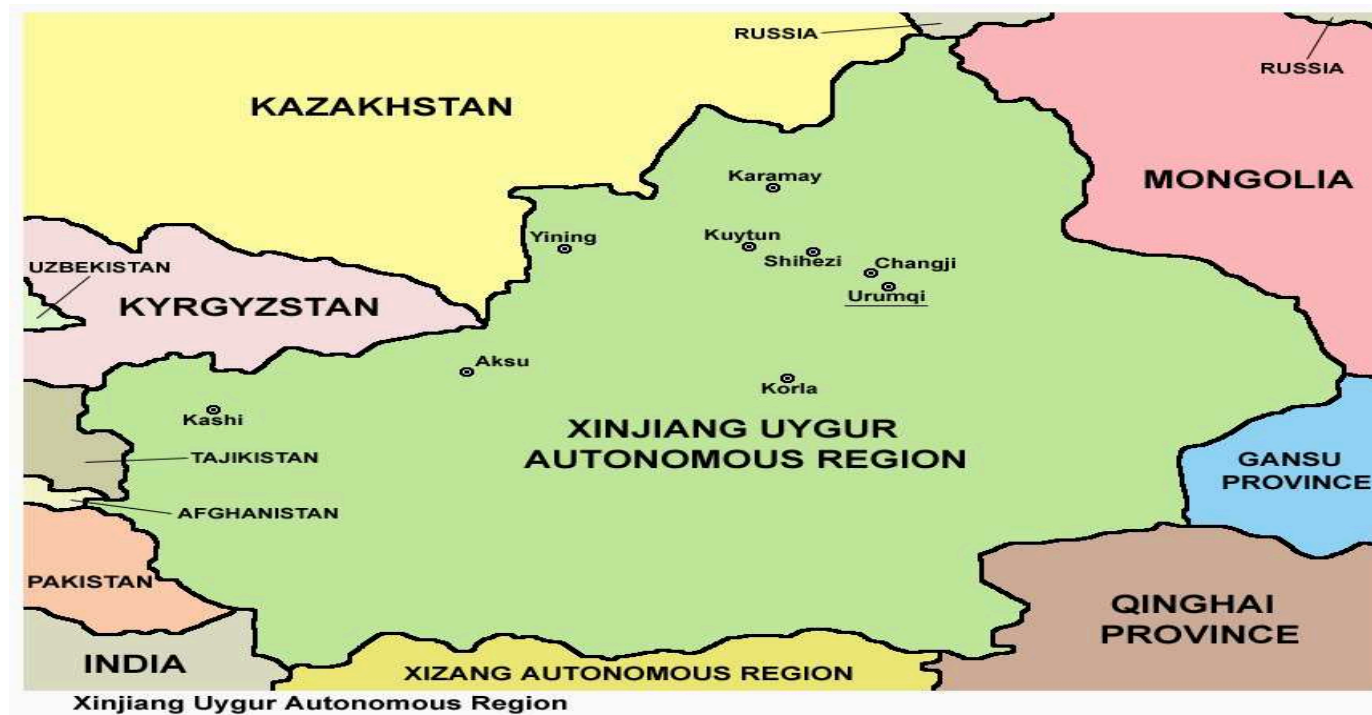 RUSSIA
RUSSIA
KAZAKHSTAN
MONGOLIA
Karamay
Yining
Kuytun
Shihezi
Changji
Urumqi
UZBEKISTAN
KYRGYZSTAN
Aksu
Korla
Kashi
XINJIANG UYGUR
AUTONOMOUS REGION
TAJIKISTAN
GANSU
PROVINCE
AFGHANISTAN
PAKISTAN
QINGHAI
PROVINCE
INDIA
XIZANG AUTONOMOUS REGION
Xinjiang Uygur Autonomous Region